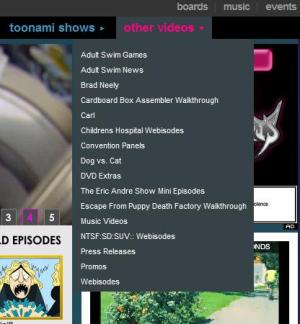 boards music events
toonami shows other videos
Adult Swim Games
Adult Swim News
Brad Neely
Cardboard Box Assembler Walkthrough
Carl
Childrens Hospital Webisodes
Convention Panels
Dog vs. Cat
DVD Extras
The Eric Andre Show Mini Episodes
Escape From Puppy Death Factory Walkthrough
Music Videos
NTSF:SD:SUV:: Webisodes
Press Releases
Promos
Webisodes
3 4 5
AD
LD EPISODES
ONDS